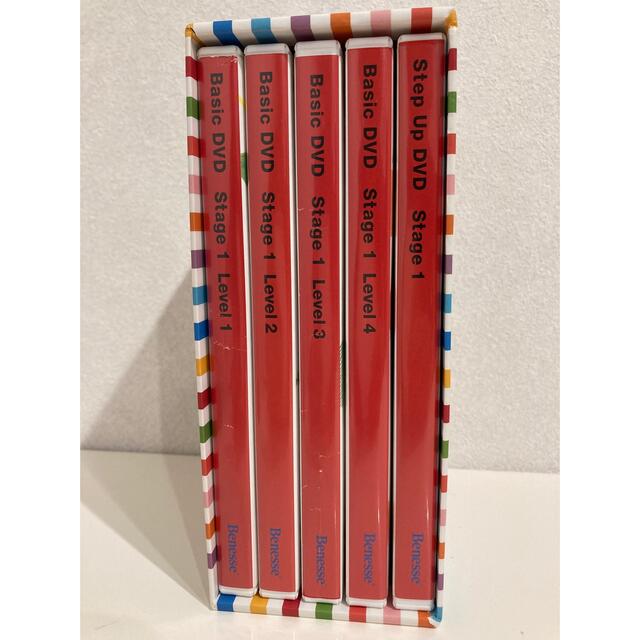 Basic DVD Stage 1 Level 1
Benesse
Basic DVD Stage 1 Level 2
Benesse®
Basic DVD Stage 1 Level 3
Benesse
Basic DVD Stage 1 Level 4
Benesse®
Step Up DVD Stage 1
Benesse